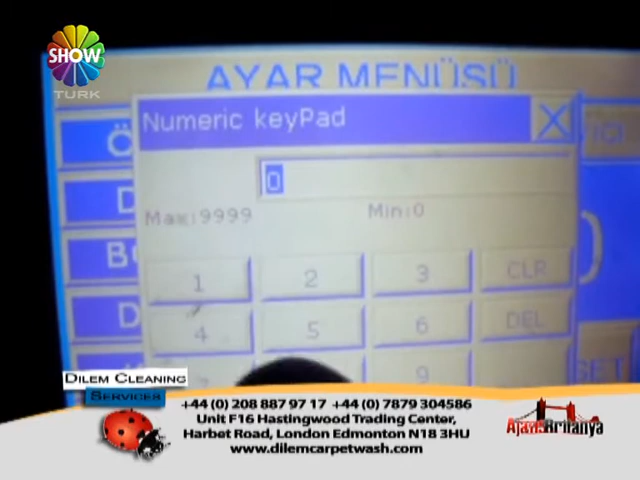 SHOW
TURK
AYAR MENÜSÜ
Numeric keyPad
X
0
Max:9999
Min:0
1 2 3 CLR
4 5 6 DEL
9
SET
DILEM CLEANING
SERVICES
+44 (0) 208 887 97 17 +44 (0) 7879 304586
Unit F16 Hastingwood Trading Center,
Harbet Road, London Edmonton N18 3HU
www.dilemcarpetwash.com